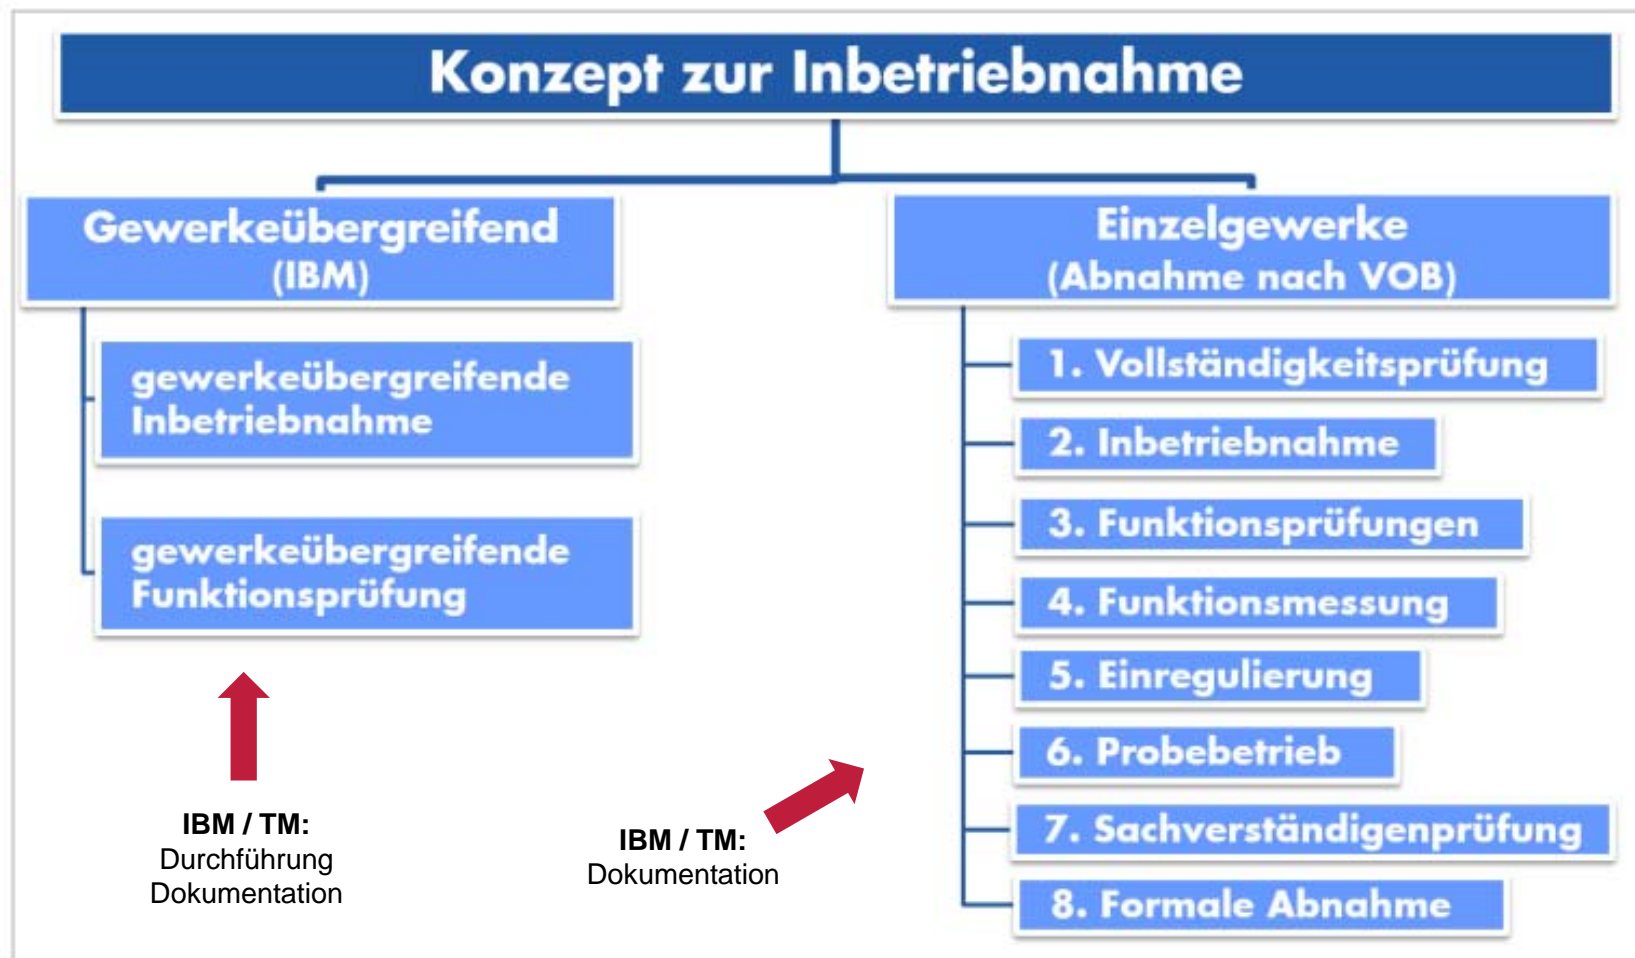 Konzept zur Inbetriebnahme
Gewerkeübergreifend
(IBM)
gewerkeübergreifende
Inbetriebnahme
gewerkeübergreifende
Funktionsprüfung
IBM / TM:
Durchführung
Dokumentation
Einzelgewerke
(Abnahme nach VOB)
1. Vollständigkeitsprüfung
2. Inbetriebnahme
3. Funktionsprüfungen
4. Funktionsmessung
5. Einregulierung
6. Probebetrieb
7. Sachverständigenprüfung
8. Formale Abnahme
IBM / TM:
Dokumentation